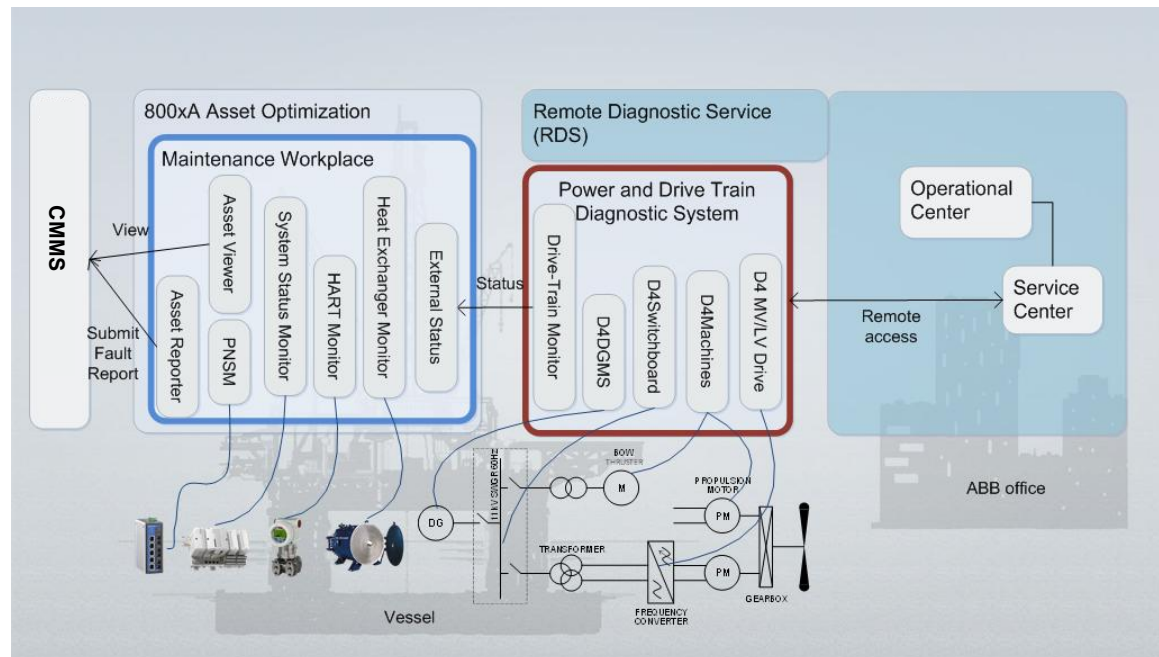 800xA Asset Optimization
Maintenance Workplace
CMMS
View
Submit
Fault
Report
Asset Viewer
Asset Reporter
PNSM
System Status Monitor
HART Monitor
Heat Exchanger Monitor
External Status
Status
Remote Diagnostic Service
(RDS)
Power and Drive Train
Diagnostic System
Drive-Train Monitor
D4DGMS
D4Switchboard
D4Machines
D4 MV/LV Drive
Remote
access
Operational
Center
Service
Center
ABB office
11kV SWGR 60Hz
BOW
THRUSTER
M
PROPULSION
MOTOR
PM
DG
TRANSFORMER
PM
FREQUENCY
CONVERTER
GEARBOX
Vessel